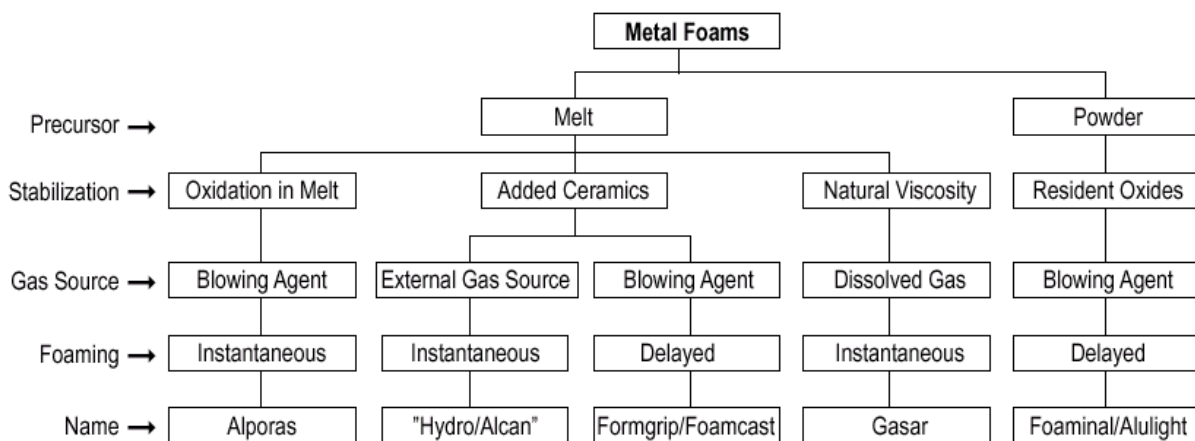 Metal Foams
Precursor → Melt Powder
Stabilization → Oxidation in Melt Added Ceramics Natural Viscosity Resident Oxides
Gas Source → Blowing Agent External Gas Source Blowing Agent Dissolved Gas Blowing Agent
Foaming → Instantaneous Instantaneous Delayed Instantaneous Delayed
Name → Alporas "Hydro/Alcan" Formgrip/Foamcast Gasar Foaminal/Alulight